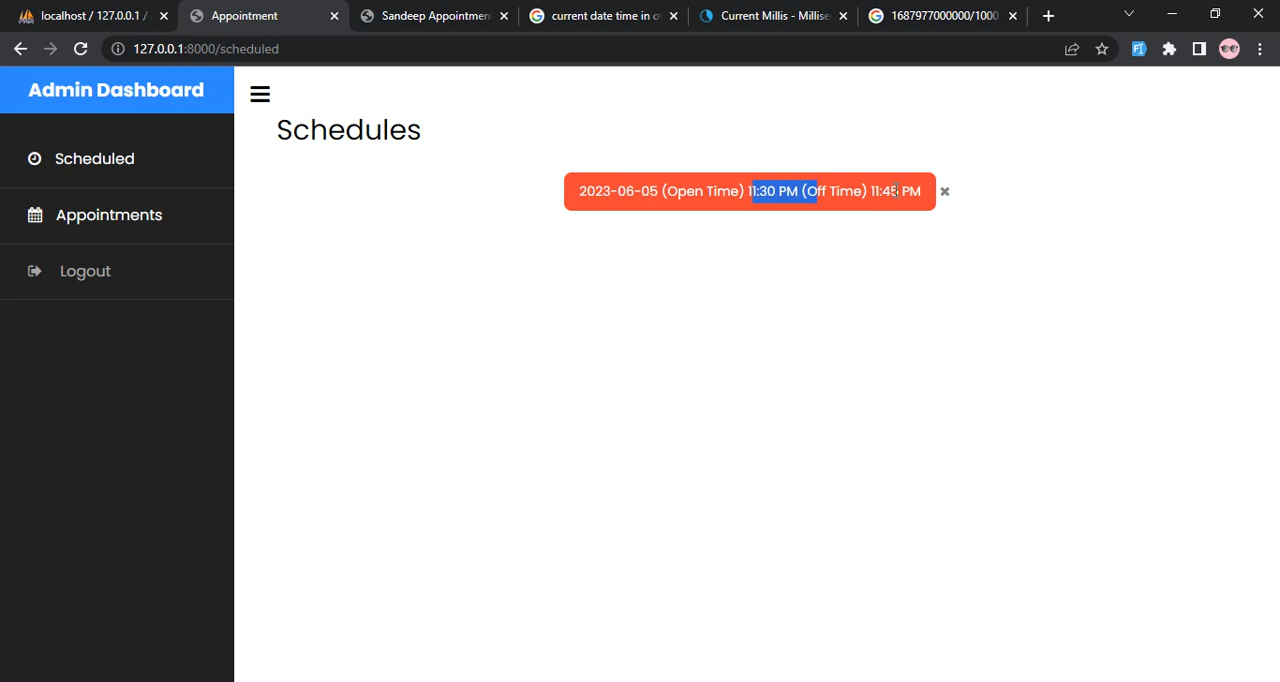 localhost / 127.0.0.1 /
Appointment
Sandeep Appointmen
current date time in
Current Millis - Millise
1687977000000/1000
127.0.0.1:8000/scheduled
Admin Dashboard
Schedules
Scheduled
2023-06-05 (Open Time) 11:30 PM (Off Time) 11:45 PM
Appointments
Logout